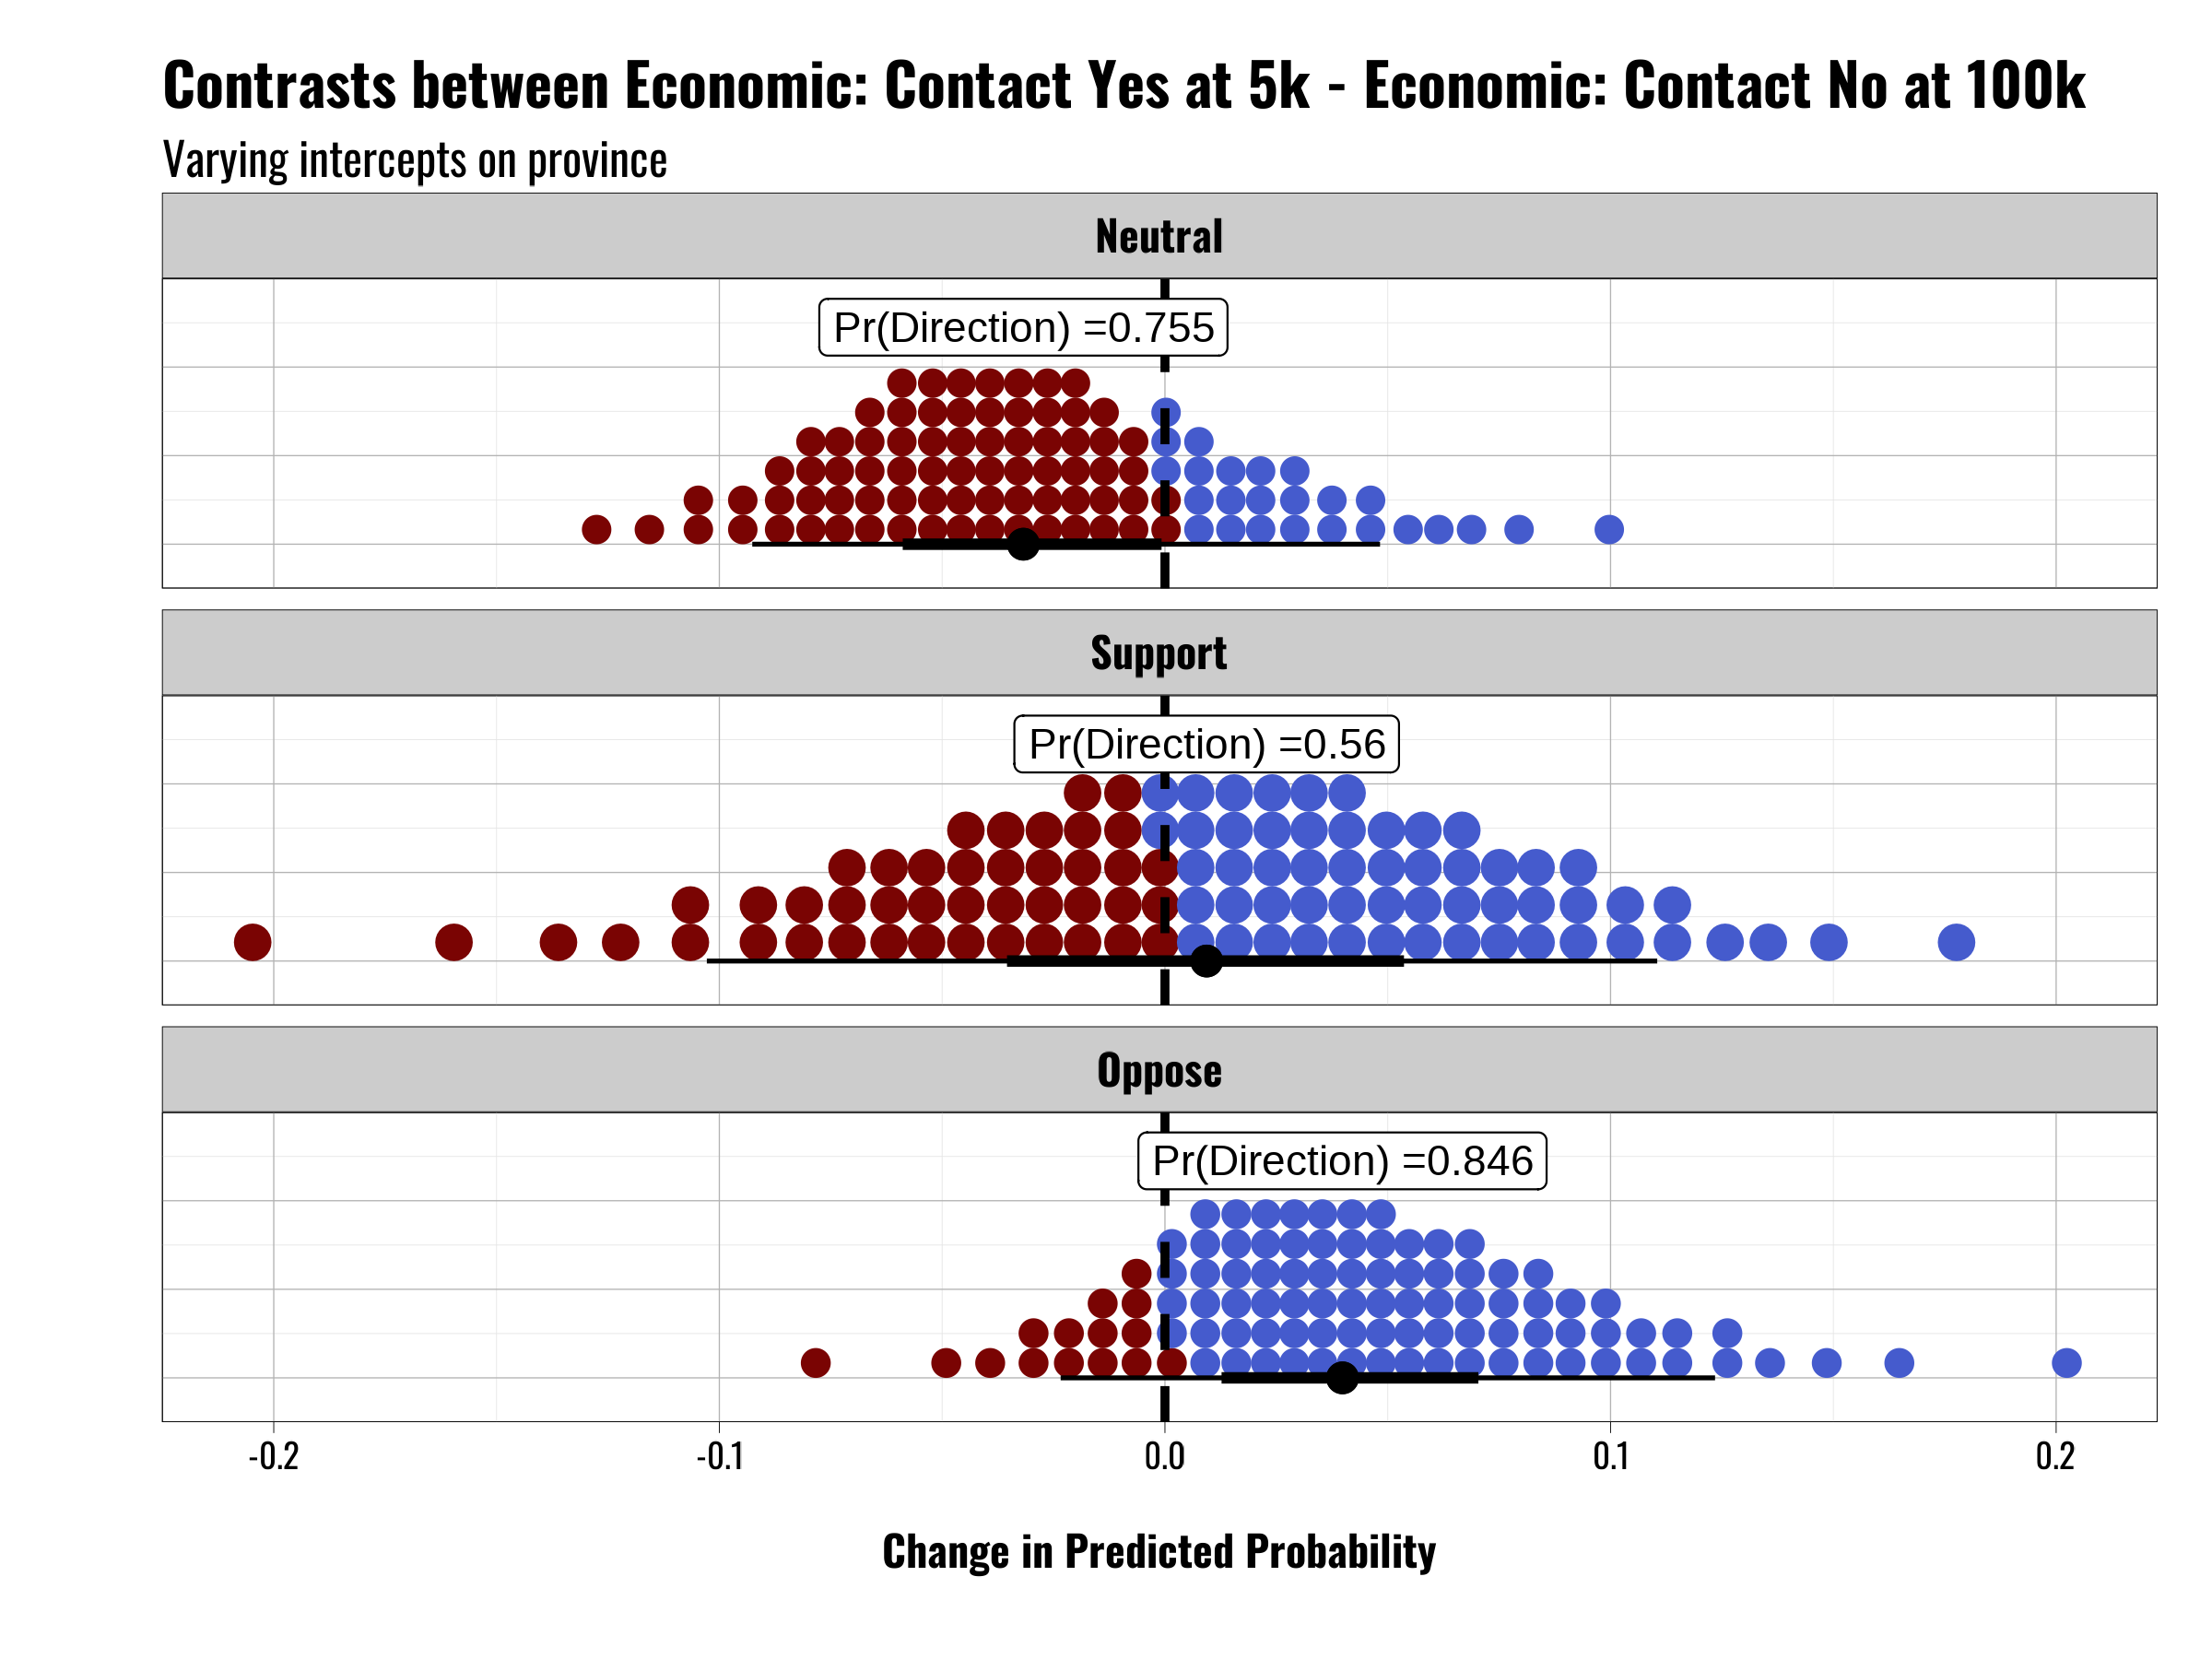 Contrasts between Economic: Contact Yes at 5k - Economic: Contact No at 100k
Varying intercepts on province
Neutral
Pr(Direction) =0.755
Support
Pr(Direction) =0.56
Oppose
Pr(Direction) =0.846
-0.2 -0.1 0.0 0.1 0.2
Change in Predicted Probability